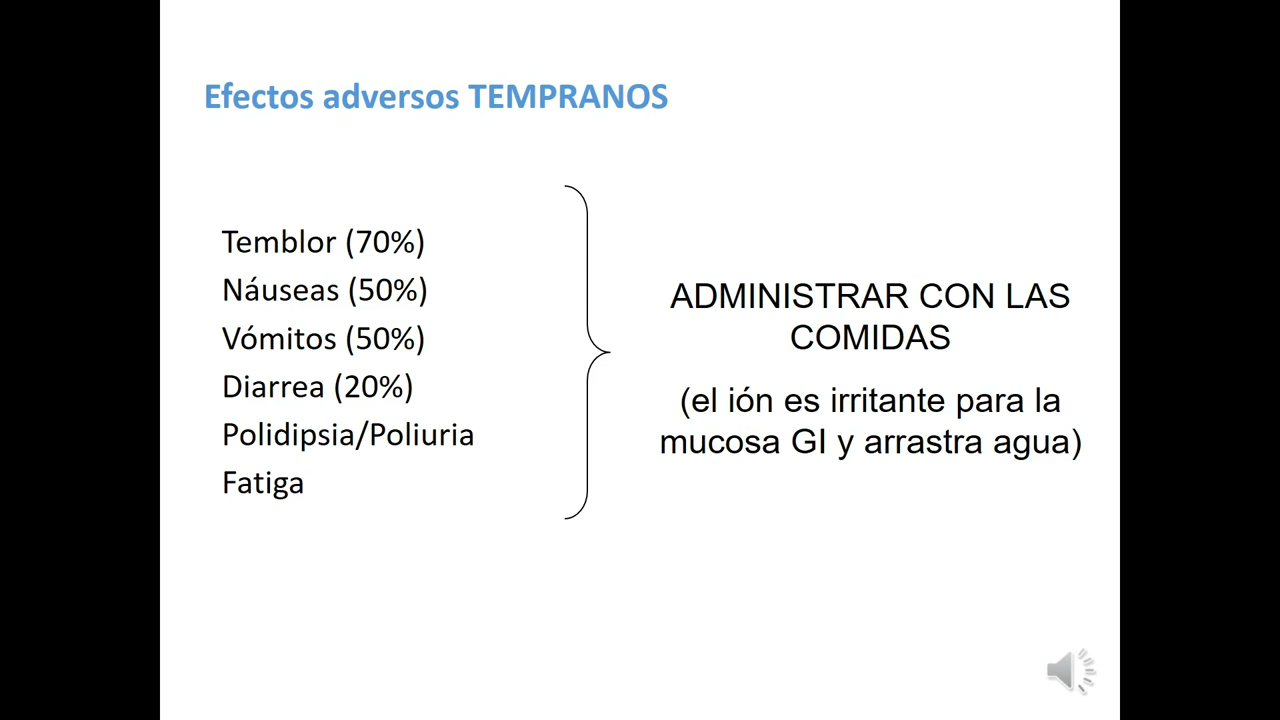 Efectos adversos TEMPRANOS
Temblor (70%)
Náuseas (50%)
Vómitos (50%)
Diarrea (20%)
Polidipsia/Poliuria
Fatiga
ADMINISTRAR CON LAS
COMIDAS
(el ión es irritante para la
mucosa GI y arrastra agua)